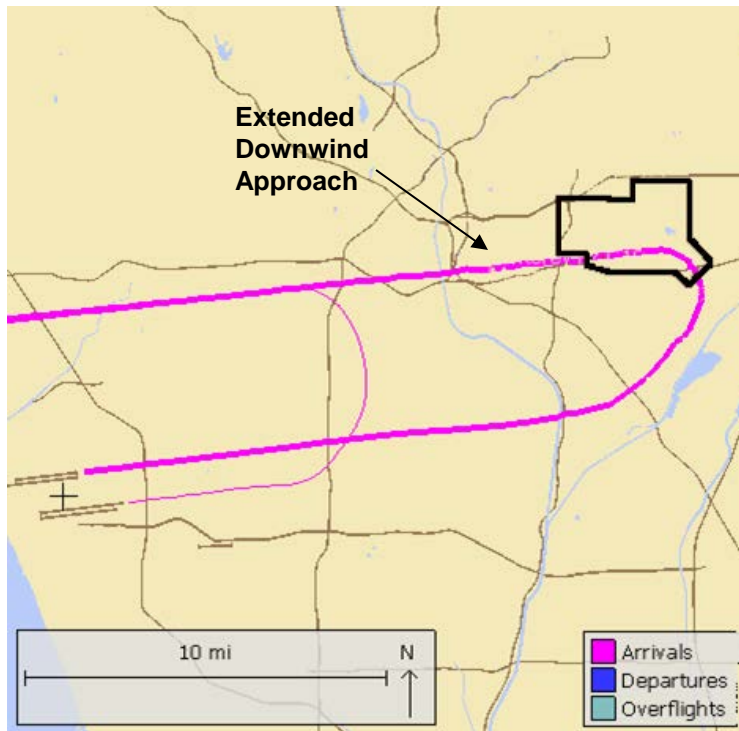 Extended
Downwind
Approach
10 mi
N
Arrivals
Departures
Overflights